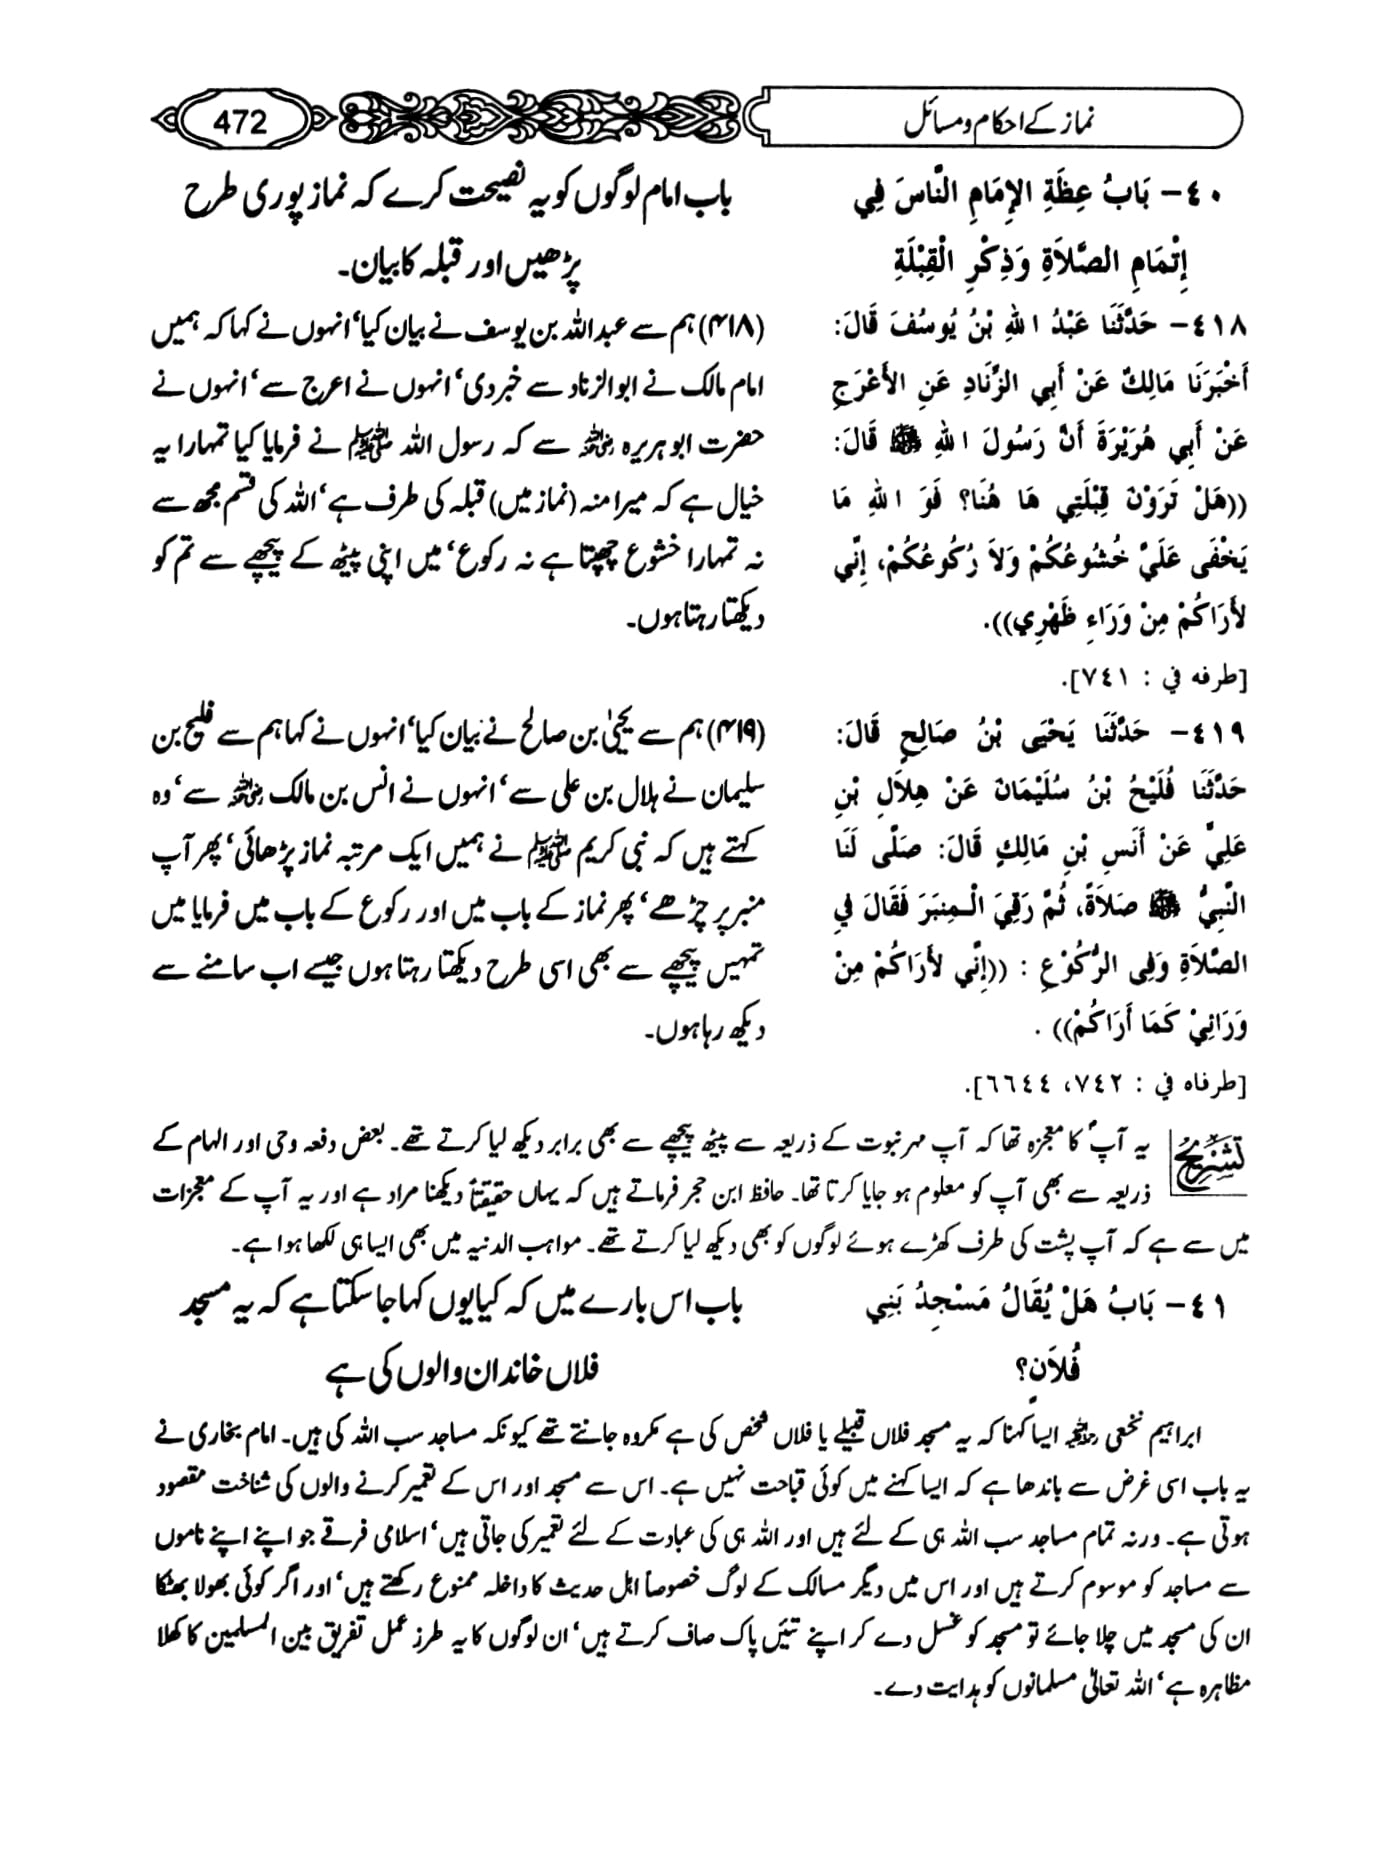 نماز کے احکام و مسائل
472
٤٠- بَابُ عِظَةِ الإِمَامِ النَّاسَ فِي
إِتْمَامِ الصَّلاَةِ وَذِكْرِ الْقِبْلَةِ
٤١٨- حَدَّثَنَا عَبْدُ اللهِ بْنُ يُوسُفَ قَالَ:
أَخْبَرَنَا مَالِكٌ عَنْ أَبِي الزِّنَادِ عَنِ الأَعْرَجِ
عَنْ أَبِي هُرَيْرَةَ أَنَّ رَسُولَ اللهِ ﷺ قَالَ:
((هَلْ تَرَوْنَ قِبْلَتِي هَا هُنَا؟ فَوَ اللهِ مَا
يَخْفَى عَلَيَّ خُشُوعُكُمْ وَلاَ رُكُوعُكُمْ، إِنِّي
لأَرَاكُمْ مِنْ وَرَاءِ ظَهْرِي)).
[طرفه في : ٧٤١].
٤١٩- حَدَّثَنَا يَحْيَى بْنُ صَالِحٍ قَالَ:
حَدَّثَنَا فُلَيْحُ بْنُ سُلَيْمَانَ عَنْ هِلاَلِ بْنِ
عَلِيٍّ عَنْ أَنَسِ بْنِ مَالِكٍ قَالَ: صَلَّى لَنَا
النَّبِيُّ ﷺ صَلاَةً، ثُمَّ رَقِيَ الْمِنبَرَ فَقَالَ فِي
الصَّلاَةِ وَفِى الرُّكُوْعِ : ((إِنِّي لأَرَاكُمْ مِنْ
وَرَائِيْ كَمَا أَرَاكُمْ)) .
[طرفاه في : ٧٤٢، ٦٦٤٤].
باب امام لوگوں کو یہ نصیحت کرے کہ نماز پوری طرح
پڑھیں اور قبلہ کا بیان۔
(۴۱۸) ہم سے عبداللہ بن یوسف نے بیان کیا‘ انہوں نے کہا کہ ہمیں
امام مالک نے ابوالزناد سے خبر دی‘ انہوں نے اعرج سے‘ انہوں نے
حضرت ابو ہریرہ رضی اللہ عنہ سے کہ رسول اللہ ﷺ نے فرمایا کیا تمہارا یہ
خیال ہے کہ میرا منہ (نماز میں) قبلہ کی طرف ہے‘ اللہ کی قسم مجھ سے
نہ تمہارا خشوع چھپتا ہے نہ رکوع‘ میں اپنی پیٹھ کے پیچھے سے تم کو
دیکھتا رہتا ہوں۔
(۴۱۹) ہم سے یحییٰ بن صالح نے بیان کیا‘ انہوں نے کہا ہم سے فلیح بن
سلیمان نے ہلال بن علی سے‘ انہوں نے انس بن مالک رضی اللہ عنہ سے‘ وہ
کہتے ہیں کہ نبی کریم ﷺ نے ہمیں ایک مرتبہ نماز پڑھائی‘ پھر آپ
منبر پر چڑھے‘ پھر نماز کے باب میں اور رکوع کے باب میں فرمایا میں
تمہیں پیچھے سے بھی اسی طرح دیکھتا رہتا ہوں جیسے اب سامنے سے
دیکھ رہا ہوں۔
تشریح یہ آپؐ کا معجزہ تھا کہ آپ مہر نبوت کے ذریعہ سے پیٹھ پیچھے سے بھی برابر دیکھ لیا کرتے تھے۔ بعض دفعہ وحی اور الہام کے
ذریعہ سے بھی آپ کو معلوم ہو جایا کرتا تھا۔ حافظ ابن حجر فرماتے ہیں کہ یہاں حقیقتاً دیکھنا مراد ہے اور یہ آپ کے معجزات
میں سے ہے کہ آپ پشت کی طرف کھڑے ہوئے لوگوں کو بھی دیکھ لیا کرتے تھے۔ مواہب الدنیہ میں بھی ایسا ہی لکھا ہوا ہے۔
٤١- بَابُ هَلْ يُقَالُ مَسْجِدُ بَنِي
فُلاَنٍ؟
باب اس بارے میں کہ کیا یوں کہا جا سکتا ہے کہ یہ مسجد
فلاں خاندان والوں کی ہے
ابراہیم نخعی رحمہ اللہ ایسا کہنا کہ یہ مسجد فلاں قبیلے یا فلاں شخص کی ہے مکروہ جانتے تھے کیونکہ مساجد سب اللہ کی ہیں۔ امام بخاری نے
یہ باب اسی غرض سے باندھا ہے کہ ایسا کہنے میں کوئی قباحت نہیں ہے۔ اس سے مسجد اور اس کے تعمیر کرنے والوں کی شناخت مقصود
ہوتی ہے۔ ورنہ تمام مساجد سب اللہ ہی کے لئے ہیں اور اللہ ہی کی عبادت کے لئے تعمیر کی جاتی ہیں‘ اسلامی فرقے جو اپنے اپنے ناموں
سے مساجد کو موسوم کرتے ہیں اور اس میں دیگر مسالک کے لوگ خصوصاً اہل حدیث کا داخلہ ممنوع رکھتے ہیں‘ اور اگر کوئی بھولا بھٹکا
ان کی مسجد میں چلا جائے تو مسجد کو غسل دے کر اپنے تئیں پاک صاف کرتے ہیں‘ ان لوگوں کا یہ طرز عمل تفریق بین المسلمین کا کھلا
مظاہرہ ہے‘ اللہ تعالیٰ مسلمانوں کو ہدایت دے۔